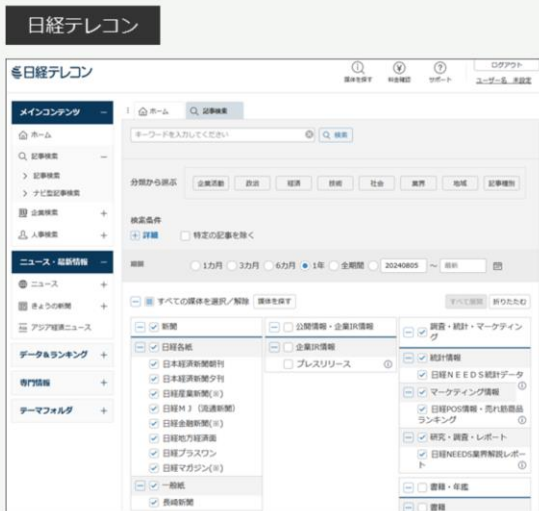 日経テレコン
日経テレコン
媒体を探す
料金確認
サポート
ログアウト
ユーザー名 未設定
メインコンテンツ
ホーム
記事検索
記事検索
ナビ型記事検索
企業検索
人事検索
ニュース・最新情報
ニュース
きょうの新聞
アジア経済ニュース
データ&ランキング
専門情報
テーマフォルダ
ホーム
記事検索
キーワードを入力してください
検索
分類から選ぶ
企業活動
政治
経済
技術
社会
業界
地域
記事種別
検索条件
詳細
特定の記事を除く
期間
1カ月
3カ月
6カ月
1年
全期間
20240805
~
最新
すべての媒体を選択/解除
媒体を探す
すべて展開
折りたたむ
新聞
日経各紙
日本経済新聞朝刊
日本経済新聞夕刊
日経産業新聞(※)
日経MJ(流通新聞)
日経金融新聞(※)
日経地方経済面
日経プラスワン
日経マガジン(※)
一般紙
長崎新聞
公開情報・企業IR情報
企業IR情報
プレスリリース
調査・統計・マーケティン
グ
統計情報
日経NEEDS統計データ
マーケティング情報
日経POS情報・売れ筋商品
ランキング
研究・調査・レポート
日経NEEDS業界解説レポー
ト
書籍・年鑑
書籍